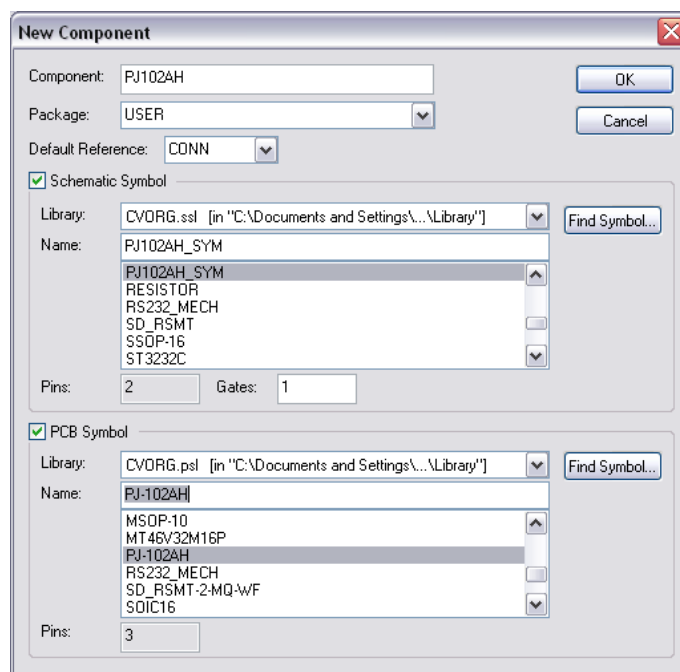 New Component
Component: PJ102AH
OK
Package: USER
Cancel
Default Reference: CONN
Schematic Symbol
Library: CVORG.ssl [in "C:\Documents and Settings\...\Library"]
Find Symbol...
Name: PJ102AH_SYM
PJ102AH_SYM
RESISTOR
RS232_MECH
SD_RSMT
SSOP-16
ST3232C
Pins: 2 Gates: 1
PCB Symbol
Library: CVORG.psl [in "C:\Documents and Settings\...\Library"]
Find Symbol...
Name: PJ-102AH
MSOP-10
MT46V32M16P
PJ-102AH
RS232_MECH
SD_RSMT-2-MQ-WF
SOIC16
Pins: 3